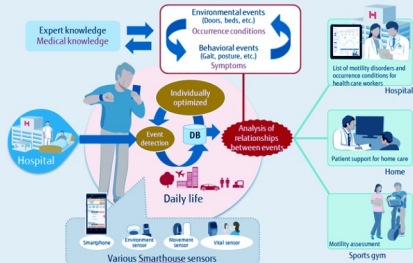 Expert knowledge
Medical knowledge
Environmental events
(Doors, beds, etc.)
Occurrence conditions
Behavioral events
(Gait, posture, etc.)
Symptoms
H
List of motility disorders and
occurrence conditions for
health care workers
Hospital
Individually
optimized
Event
detection
DB
Analysis of
relationships
between events
H
Hospital
Patient support for home care
Home
Daily life
Smartphone
Environment
sensor
Movement
sensor
Vital sensor
Various Smarthouse sensors
Motility assessment
Sports gym